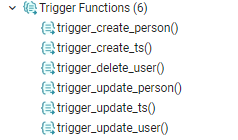 Trigger Functions (6)
trigger_create_person()
trigger_create_ts()
trigger_delete_user()
trigger_update_person()
trigger_update_ts()
trigger_update_user()